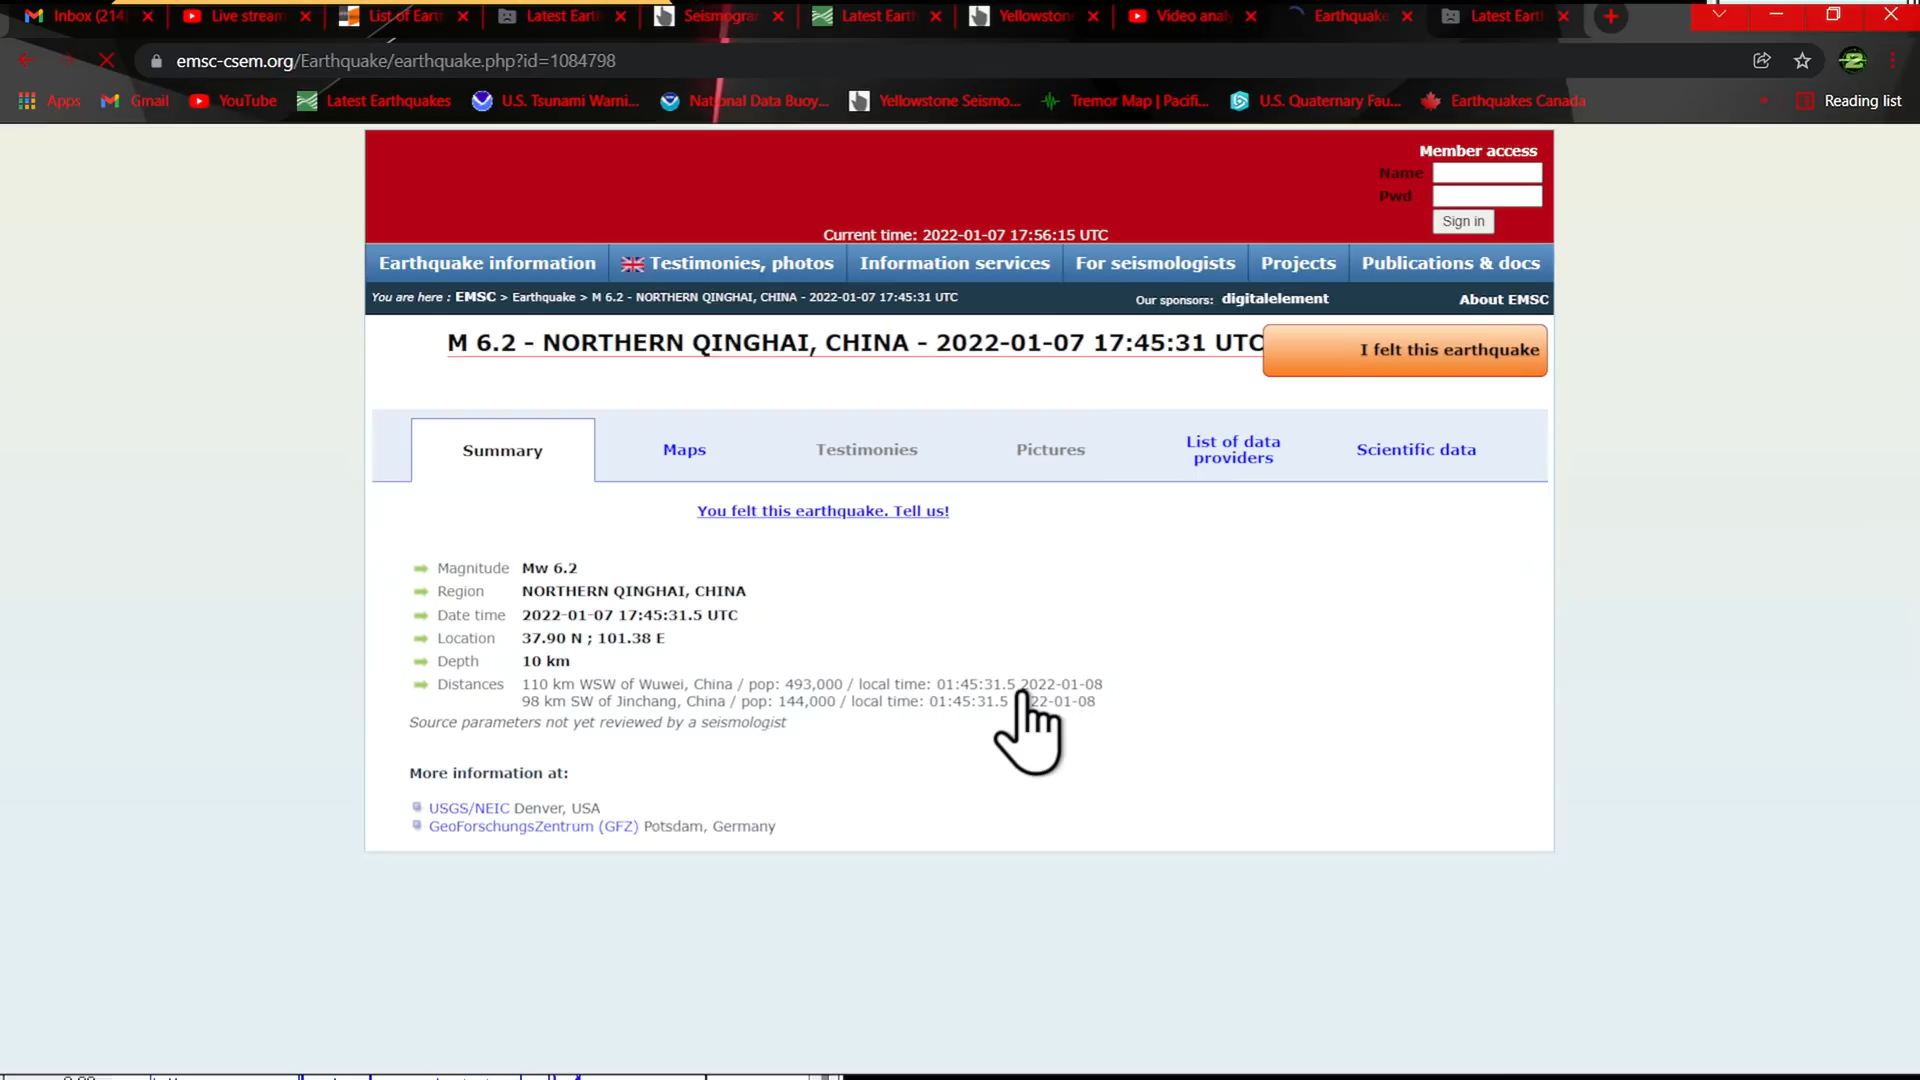 Inbox (214
Live stream
List of Eart
Latest Eart
Seismogra
Latest Earth
Yellowston
Video anal
Earthquake
Latest Eart
emsc-csem.org/Earthquake/earthquake.php?id=1084798
Apps
Gmail
YouTube
Latest Earthquakes
U.S. Tsunami Warni...
National Data Buoy...
Yellowstone Seismo...
Tremor Map | Pacifi...
U.S. Quaternary Fau...
Earthquakes Canada
Reading list
Member access
Name
Pwd
Sign in
Current time: 2022-01-07 17:56:15 UTC
Earthquake information
Testimonies, photos
Information services
For seismologists
Projects
Publications & docs
You are here : EMSC > Earthquake > M 6.2 - NORTHERN QINGHAI, CHINA - 2022-01-07 17:45:31 UTC
Our sponsors: digitalelement
About EMSC
M 6.2 - NORTHERN QINGHAI, CHINA - 2022-01-07 17:45:31 UTC
I felt this earthquake
Summary
Maps
Testimonies
Pictures
List of data
providers
Scientific data
You felt this earthquake. Tell us!
Magnitude Mw 6.2
Region NORTHERN QINGHAI, CHINA
Date time 2022-01-07 17:45:31.5 UTC
Location 37.90 N ; 101.38 E
Depth 10 km
Distances 110 km WSW of Wuwei, China / pop: 493,000 / local time: 01:45:31.5 2022-01-08
98 km SW of Jinchang, China / pop: 144,000 / local time: 01:45:31.5 22-01-08
Source parameters not yet reviewed by a seismologist
More information at:
USGS/NEIC Denver, USA
GeoForschungsZentrum (GFZ) Potsdam, Germany